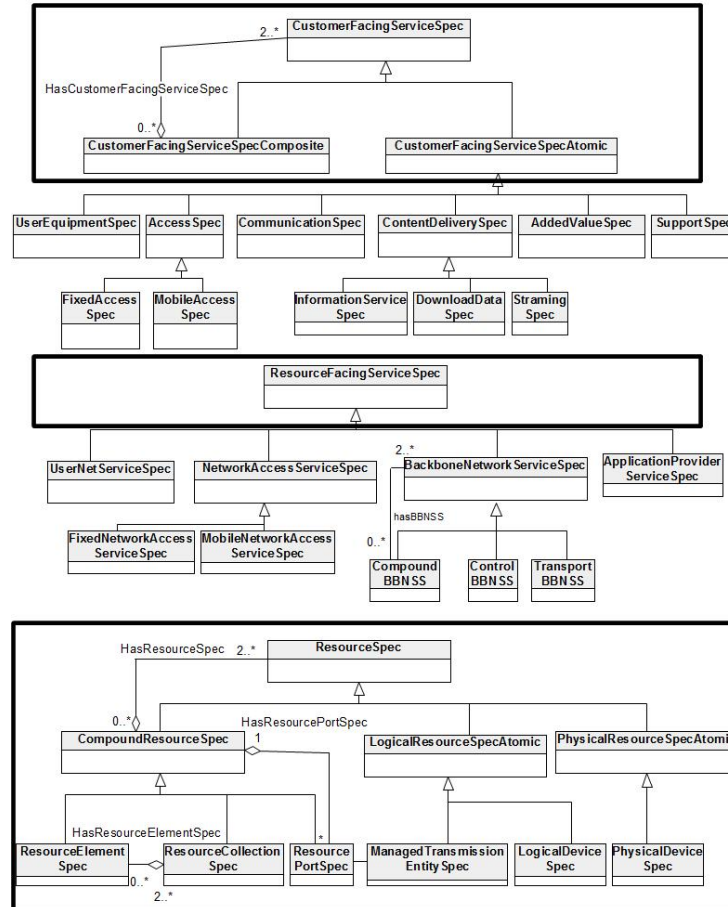 CustomerFacingServiceSpec
2..*
HasCustomerFacingServiceSpec
0..*
CustomerFacingServiceSpecComposite
CustomerFacingServiceSpecAtomic
UserEquipmentSpec
AccessSpec
CommunicationSpec
ContentDeliverySpec
AddedValueSpec
SupportSpec
FixedAccess
Spec
MobileAccess
Spec
InformationService
Spec
DownloadData
Spec
Straming
Spec
ResourceFacingServiceSpec
UserNetServiceSpec
NetworkAccessServiceSpec
2..*
BackboneNetworkServiceSpec
ApplicationProvider
ServiceSpec
hasBBNSS
0..*
FixedNetworkAccess
ServiceSpec
MobileNetworkAccess
ServiceSpec
Compound
BBNSS
Control
BBNSS
Transport
BBNSS
HasResourceSpec
2..*
ResourceSpec
0..*
HasResourcePortSpec
CompoundResourceSpec
1
LogicalResourceSpecAtomic
PhysicalResourceSpecAtomic
HasResourceElementSpec
*
ResourceElement
Spec
ResourceCollection
Spec
Resource
PortSpec
ManagedTransmission
EntitySpec
LogicalDevice
Spec
PhysicalDevice
Spec
0..*
2..*